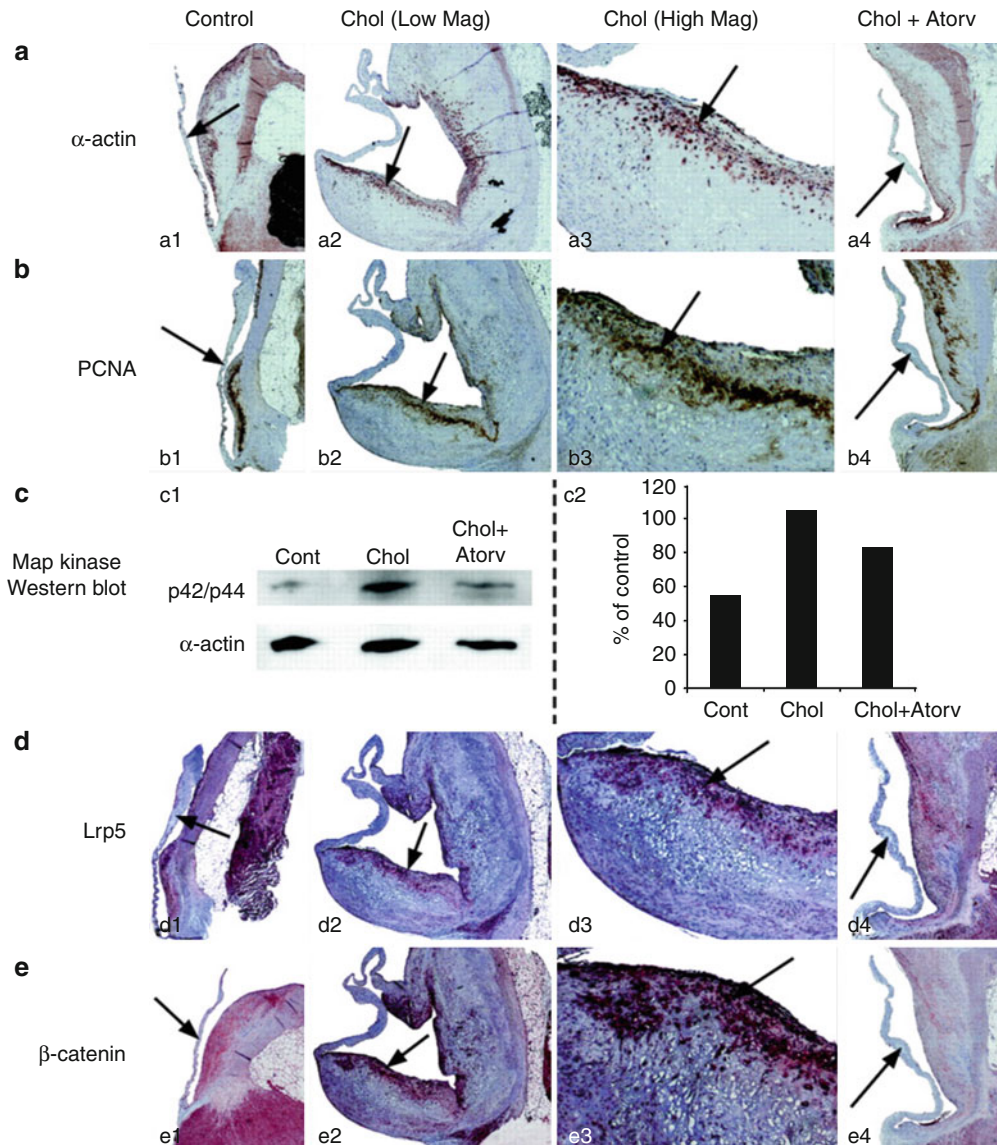 Control Chol (Low Mag) Chol (High Mag) Chol + Atorv
a
α-actin
a1 a2 a3 a4
b
PCNA
b1 b2 b3 b4
c c1 c2
Map kinase
Western blot
Cont Chol Chol+
Atorv
p42/p44
α-actin
% of control
120
100
80
60
40
20
0
Cont Chol Chol+Atorv
d
Lrp5
d1 d2 d3 d4
e
β-catenin
e1 e2 e3 e4